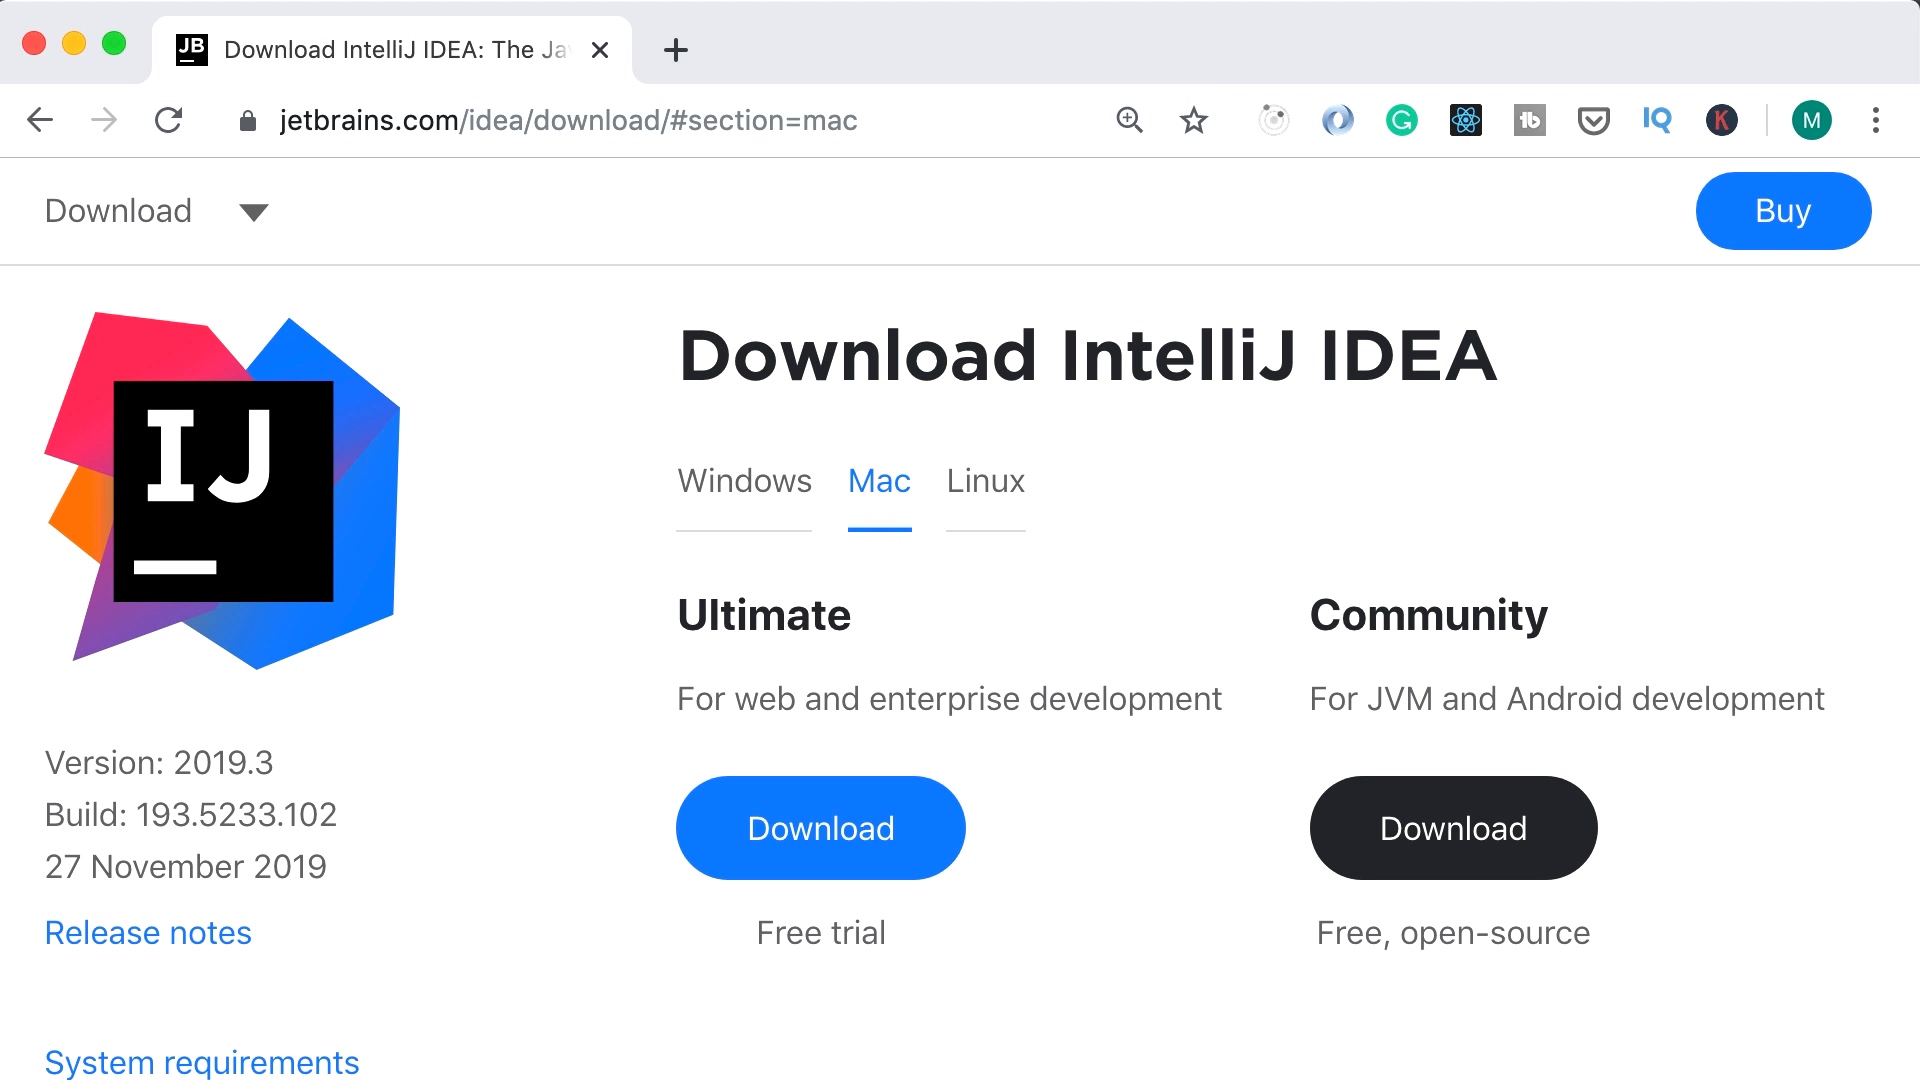 JB
Download IntelliJ IDEA: The Ja
jetbrains.com/idea/download/#section=mac
G
tb
IQ
K
M
Download
Buy
IJ
Download IntelliJ IDEA
Windows Mac Linux
Ultimate
Community
For web and enterprise development
For JVM and Android development
Version: 2019.3
Build: 193.5233.102
27 November 2019
Release notes
Download
Download
Free trial
Free, open-source
System requirements